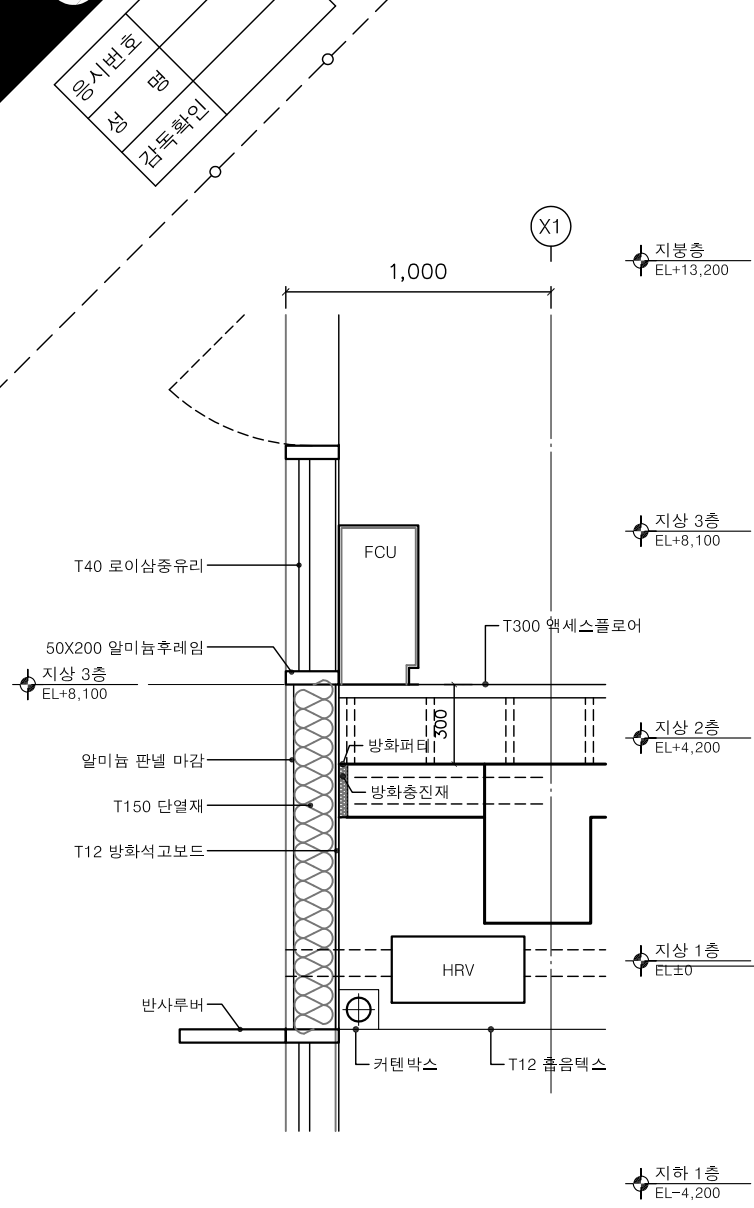 응시번호
성 명
감독확인
X1
지붕층
EL+13,200
1,000
지상 3층
EL+8,100
FCU
T40 로이삼중유리
T300 액세스플로어
50X200 알미늄후레임
지상 3층
EL+8,100
300
지상 2층
EL+4,200
방화퍼티
알미늄 판넬 마감
방화충진재
T150 단열재
T12 방화석고보드
지상 1층
EL±0
HRV
반사루버
커텐박스
T12 흡음텍스
지하 1층
EL-4,200